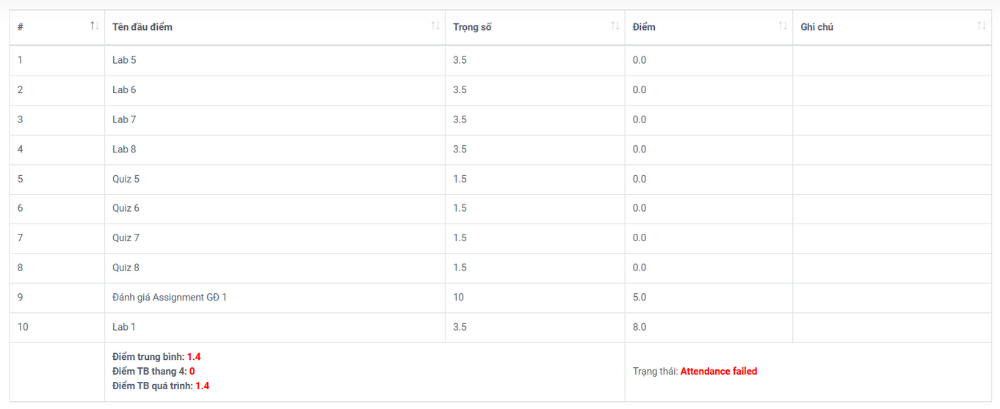 # Tên đầu điểm Trọng số Điểm Ghi chú
1 Lab 5 3.5 0.0
2 Lab 6 3.5 0.0
3 Lab 7 3.5 0.0
4 Lab 8 3.5 0.0
5 Quiz 5 1.5 0.0
6 Quiz 6 1.5 0.0
7 Quiz 7 1.5 0.0
8 Quiz 8 1.5 0.0
9 Đánh giá Assignment GĐ 1 10 5.0
10 Lab 1 3.5 8.0
Điểm trung bình: 1.4
Điểm TB thang 4: 0
Điểm TB quá trình: 1.4
Trạng thái: Attendance failed